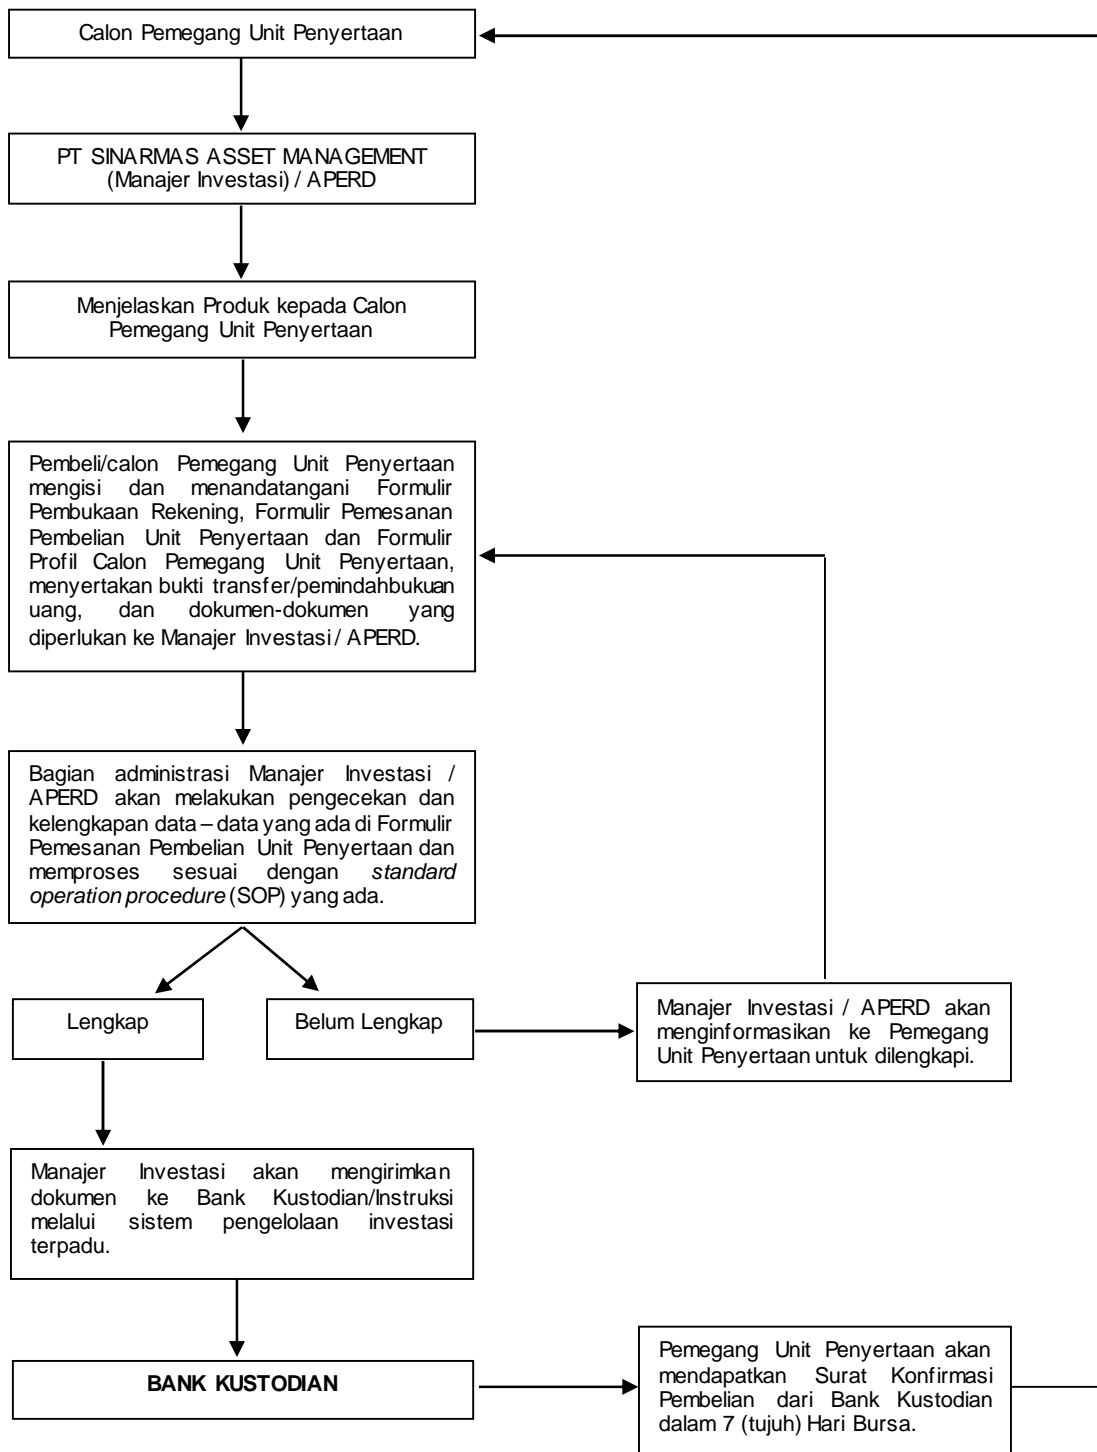 Calon Pemegang Unit Penyertaan
PT SINARMAS ASSET MANAGEMENT
(Manajer Investasi) / APERD
Menjelaskan Produk kepada Calon
Pemegang Unit Penyertaan
Pembeli/calon Pemegang Unit Penyertaan
mengisi dan menandatangani Formulir
Pembukaan Rekening, Formulir Pemesanan
Pembelian Unit Penyertaan dan Formulir
Profil Calon Pemegang Unit Penyertaan,
menyertakan bukti transfer/pemindahbukuan
uang, dan dokumen-dokumen yang
diperlukan ke Manajer Investasi / APERD.
Bagian administrasi Manajer Investasi /
APERD akan melakukan pengecekan dan
kelengkapan data – data yang ada di Formulir
Pemesanan Pembelian Unit Penyertaan dan
memproses sesuai dengan standard
operation procedure (SOP) yang ada.
Lengkap
Belum Lengkap
Manajer Investasi / APERD akan
menginformasikan ke Pemegang
Unit Penyertaan untuk dilengkapi.
Manajer Investasi akan mengirimkan
dokumen ke Bank Kustodian/Instruksi
melalui sistem pengelolaan investasi
terpadu.
BANK KUSTODIAN
Pemegang Unit Penyertaan akan
mendapatkan Surat Konfirmasi
Pembelian dari Bank Kustodian
dalam 7 (tujuh) Hari Bursa.